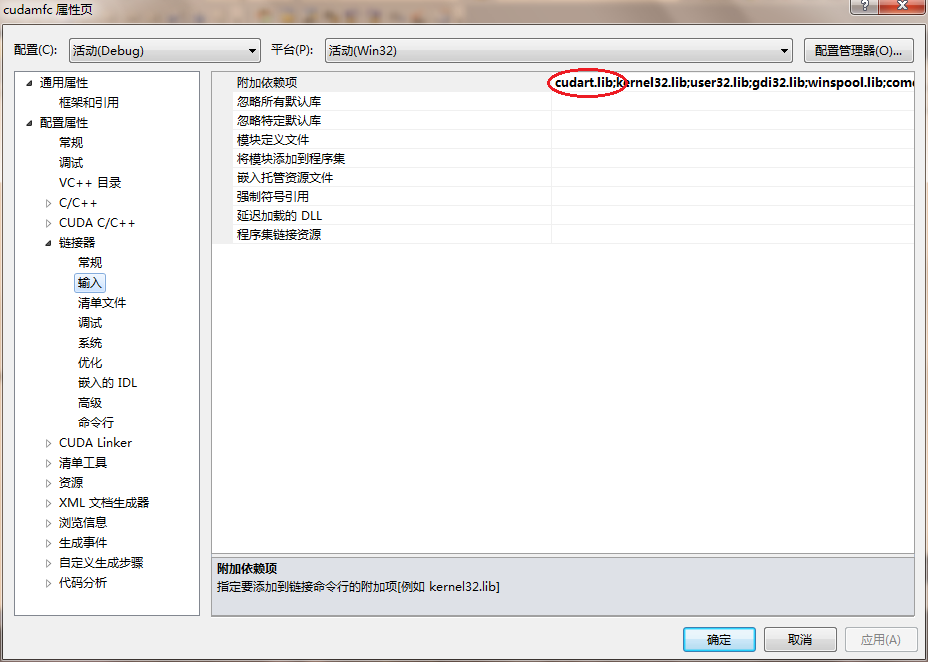 cudamfc 属性页
配置(C): 活动(Debug) 平台(P): 活动(Win32) 配置管理器(O)...
通用属性
框架和引用
配置属性
常规
调试
VC++ 目录
C/C++
CUDA C/C++
链接器
常规
输入
清单文件
调试
系统
优化
嵌入的 IDL
高级
命令行
CUDA Linker
清单工具
资源
XML 文档生成器
浏览信息
生成事件
自定义生成步骤
代码分析
附加依赖项 cudart.lib;kernel32.lib;user32.lib;gdi32.lib;winspool.lib;comd
忽略所有默认库
忽略特定默认库
模块定义文件
将模块添加到程序集
嵌入托管资源文件
强制符号引用
延迟加载的 DLL
程序集链接资源
附加依赖项
指定要添加到链接命令行的附加项[例如 kernel32.lib]
确定 取消 应用(A)